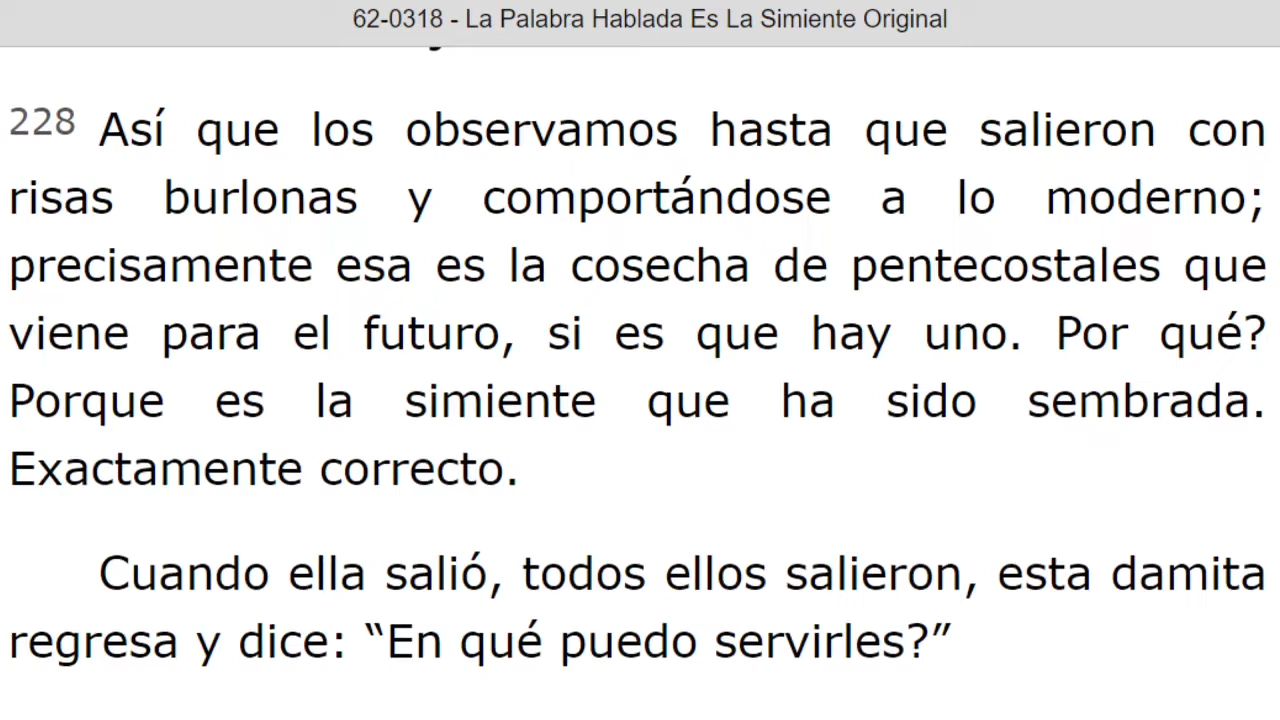 62-0318 - La Palabra Hablada Es La Simiente Original
228 Así que los observamos hasta que salieron con
risas burlonas y comportándose a lo moderno;
precisamente esa es la cosecha de pentecostales que
viene para el futuro, si es que hay uno. Por qué?
Porque es la simiente que ha sido sembrada.
Exactamente correcto.
Cuando ella salió, todos ellos salieron, esta damita
regresa y dice: “En qué puedo servirles?”